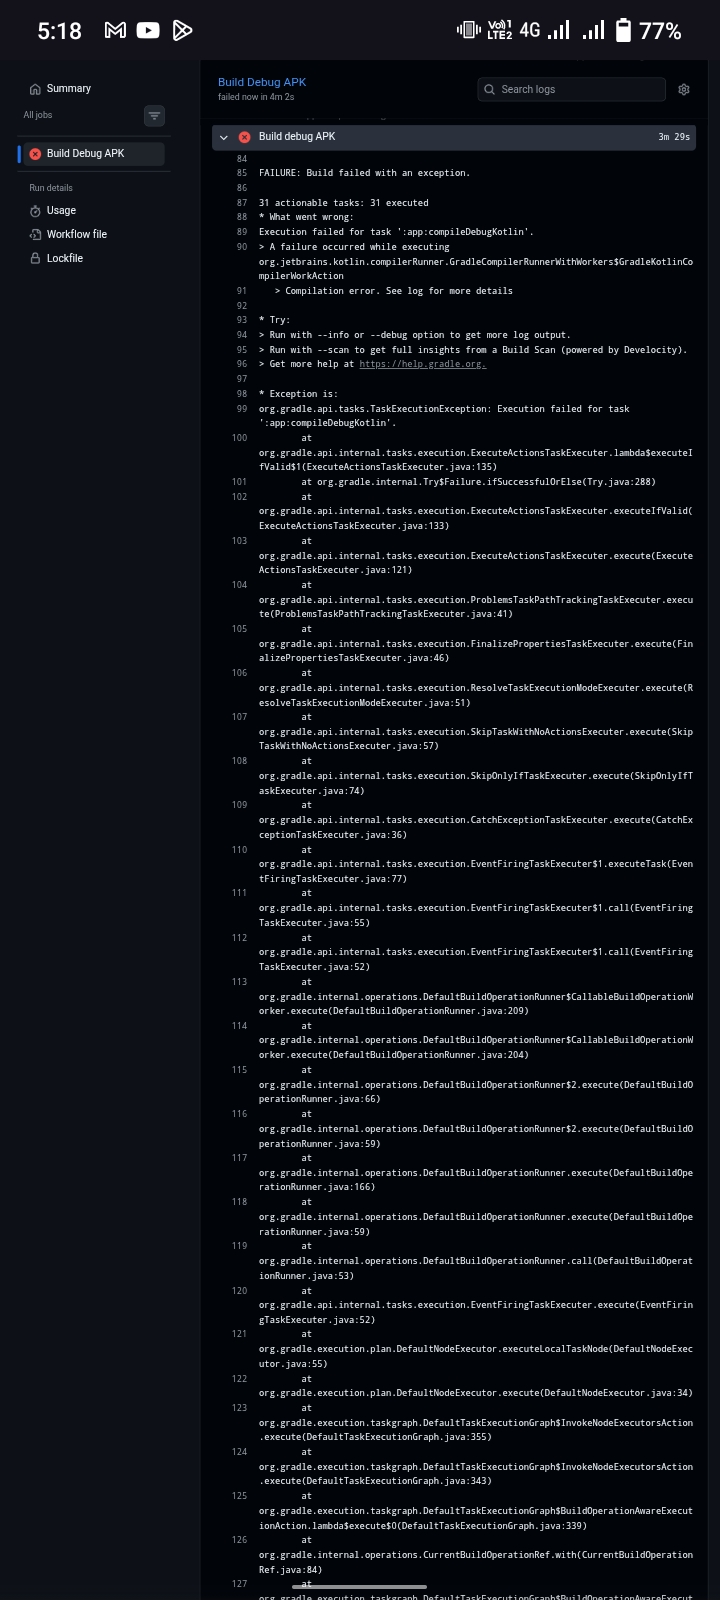 5:18
Vo)) 1
LTE2
4G
77%
Summary
All jobs
Build Debug APK
Run details
Usage
Workflow file
Lockfile
Build Debug APK
failed now in 4m 2s
Search logs
Build debug APK
3m 29s
84
85 FAILURE: Build failed with an exception.
86
87 31 actionable tasks: 31 executed
88 * What went wrong:
89 Execution failed for task ':app:compileDebugKotlin'.
90 > A failure occurred while executing
org.jetbrains.kotlin.compilerRunner.GradleCompilerRunnerWithWorkers$GradleKotlinCo
mpilerWorkAction
91 > Compilation error. See log for more details
92
93 * Try:
94 > Run with --info or --debug option to get more log output.
95 > Run with --scan to get full insights from a Build Scan (powered by Develocity).
96 > Get more help at https://help.gradle.org.
97
98 * Exception is:
99 org.gradle.api.tasks.TaskExecutionException: Execution failed for task
':app:compileDebugKotlin'.
100 at
org.gradle.api.internal.tasks.execution.ExecuteActionsTaskExecuter.lambda$executeI
fValid$1(ExecuteActionsTaskExecuter.java:135)
101 at org.gradle.internal.Try$Failure.ifSuccessfulOrElse(Try.java:288)
102 at
org.gradle.api.internal.tasks.execution.ExecuteActionsTaskExecuter.executeIfValid(
ExecuteActionsTaskExecuter.java:133)
103 at
org.gradle.api.internal.tasks.execution.ExecuteActionsTaskExecuter.execute(Execute
ActionsTaskExecuter.java:121)
104 at
org.gradle.api.internal.tasks.execution.ProblemsTaskPathTrackingTaskExecuter.execu
te(ProblemsTaskPathTrackingTaskExecuter.java:41)
105 at
org.gradle.api.internal.tasks.execution.FinalizePropertiesTaskExecuter.execute(Fin
alizePropertiesTaskExecuter.java:46)
106 at
org.gradle.api.internal.tasks.execution.ResolveTaskExecutionModeExecuter.execute(R
esolveTaskExecutionModeExecuter.java:51)
107 at
org.gradle.api.internal.tasks.execution.SkipTaskWithNoActionsExecuter.execute(Skip
TaskWithNoActionsExecuter.java:57)
108 at
org.gradle.api.internal.tasks.execution.SkipOnlyIfTaskExecuter.execute(SkipOnlyIfT
askExecuter.java:74)
109 at
org.gradle.api.internal.tasks.execution.CatchExceptionTaskExecuter.execute(CatchEx
ceptionTaskExecuter.java:36)
110 at
org.gradle.api.internal.tasks.execution.EventFiringTaskExecuter$1.executeTask(Even
tFiringTaskExecuter.java:77)
111 at
org.gradle.api.internal.tasks.execution.EventFiringTaskExecuter$1.call(EventFiring
TaskExecuter.java:55)
112 at
org.gradle.api.internal.tasks.execution.EventFiringTaskExecuter$1.call(EventFiring
TaskExecuter.java:52)
113 at
org.gradle.internal.operations.DefaultBuildOperationRunner$CallableBuildOperationW
orker.execute(DefaultBuildOperationRunner.java:209)
114 at
org.gradle.internal.operations.DefaultBuildOperationRunner$CallableBuildOperationW
orker.execute(DefaultBuildOperationRunner.java:204)
115 at
org.gradle.internal.operations.DefaultBuildOperationRunner$2.execute(DefaultBuildO
perationRunner.java:66)
116 at
org.gradle.internal.operations.DefaultBuildOperationRunner$2.execute(DefaultBuildO
perationRunner.java:59)
117 at
org.gradle.internal.operations.DefaultBuildOperationRunner.execute(DefaultBuildOpe
rationRunner.java:166)
118 at
org.gradle.internal.operations.DefaultBuildOperationRunner.execute(DefaultBuildOpe
rationRunner.java:59)
119 at
org.gradle.internal.operations.DefaultBuildOperationRunner.call(DefaultBuildOperat
ionRunner.java:53)
120 at
org.gradle.api.internal.tasks.execution.EventFiringTaskExecuter.execute(EventFirin
gTaskExecuter.java:52)
121 at
org.gradle.execution.plan.DefaultNodeExecutor.executeLocalTaskNode(DefaultNodeExec
utor.java:55)
122 at
org.gradle.execution.plan.DefaultNodeExecutor.execute(DefaultNodeExecutor.java:34)
123 at
org.gradle.execution.taskgraph.DefaultTaskExecutionGraph$InvokeNodeExecutorsAction
.execute(DefaultTaskExecutionGraph.java:355)
124 at
org.gradle.execution.taskgraph.DefaultTaskExecutionGraph$InvokeNodeExecutorsAction
.execute(DefaultTaskExecutionGraph.java:343)
125 at
org.gradle.execution.taskgraph.DefaultTaskExecutionGraph$BuildOperationAwareExecut
ionAction.lambda$execute$0(DefaultTaskExecutionGraph.java:339)
126 at
org.gradle.internal.operations.CurrentBuildOperationRef.with(CurrentBuildOperation
Ref.java:84)
127 at
org.gradle.execution.taskgraph.DefaultTaskExecutionGraph$BuildOperationAwareExecut